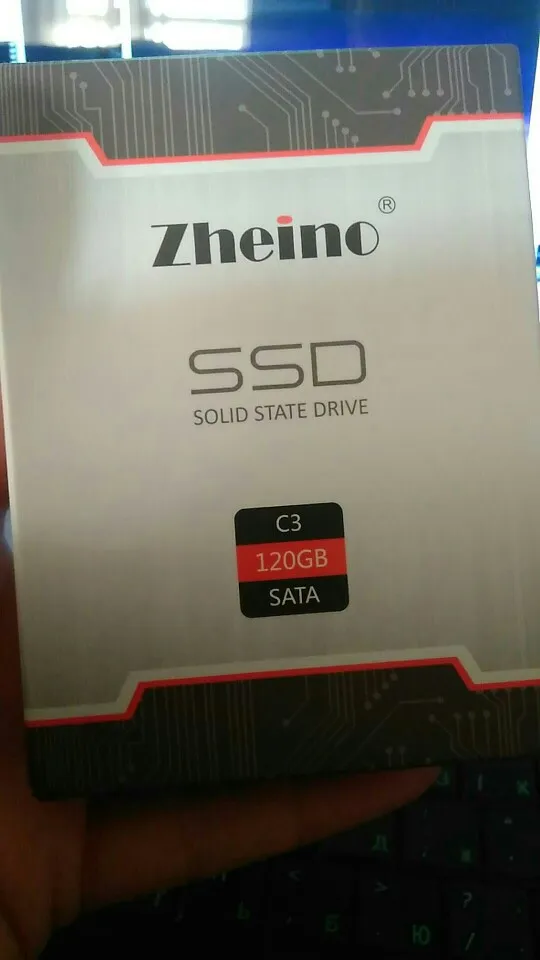 Zheino®
SSD
SOLID STATE DRIVE
C3
120GB
SATA
К
Д
<
>
?
Ь
Б
Ю
/